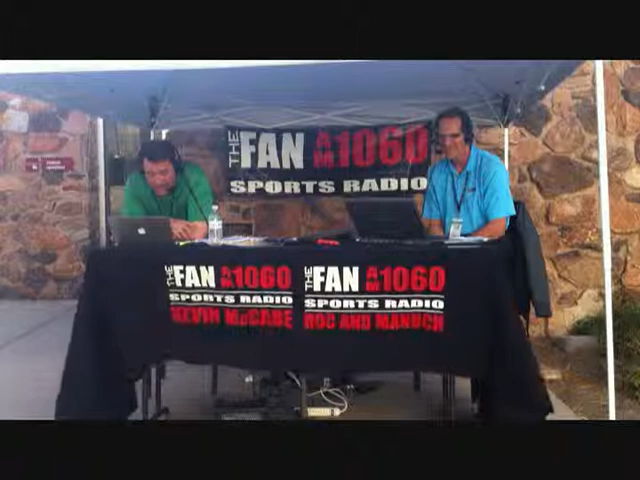 THE FAN AM 1060
SPORTS RADIO
THE FAN AM 1060
SPORTS RADIO
KEVIN McCABE
THE FAN AM 1060
SPORTS RADIO
ROC AND MANUCH